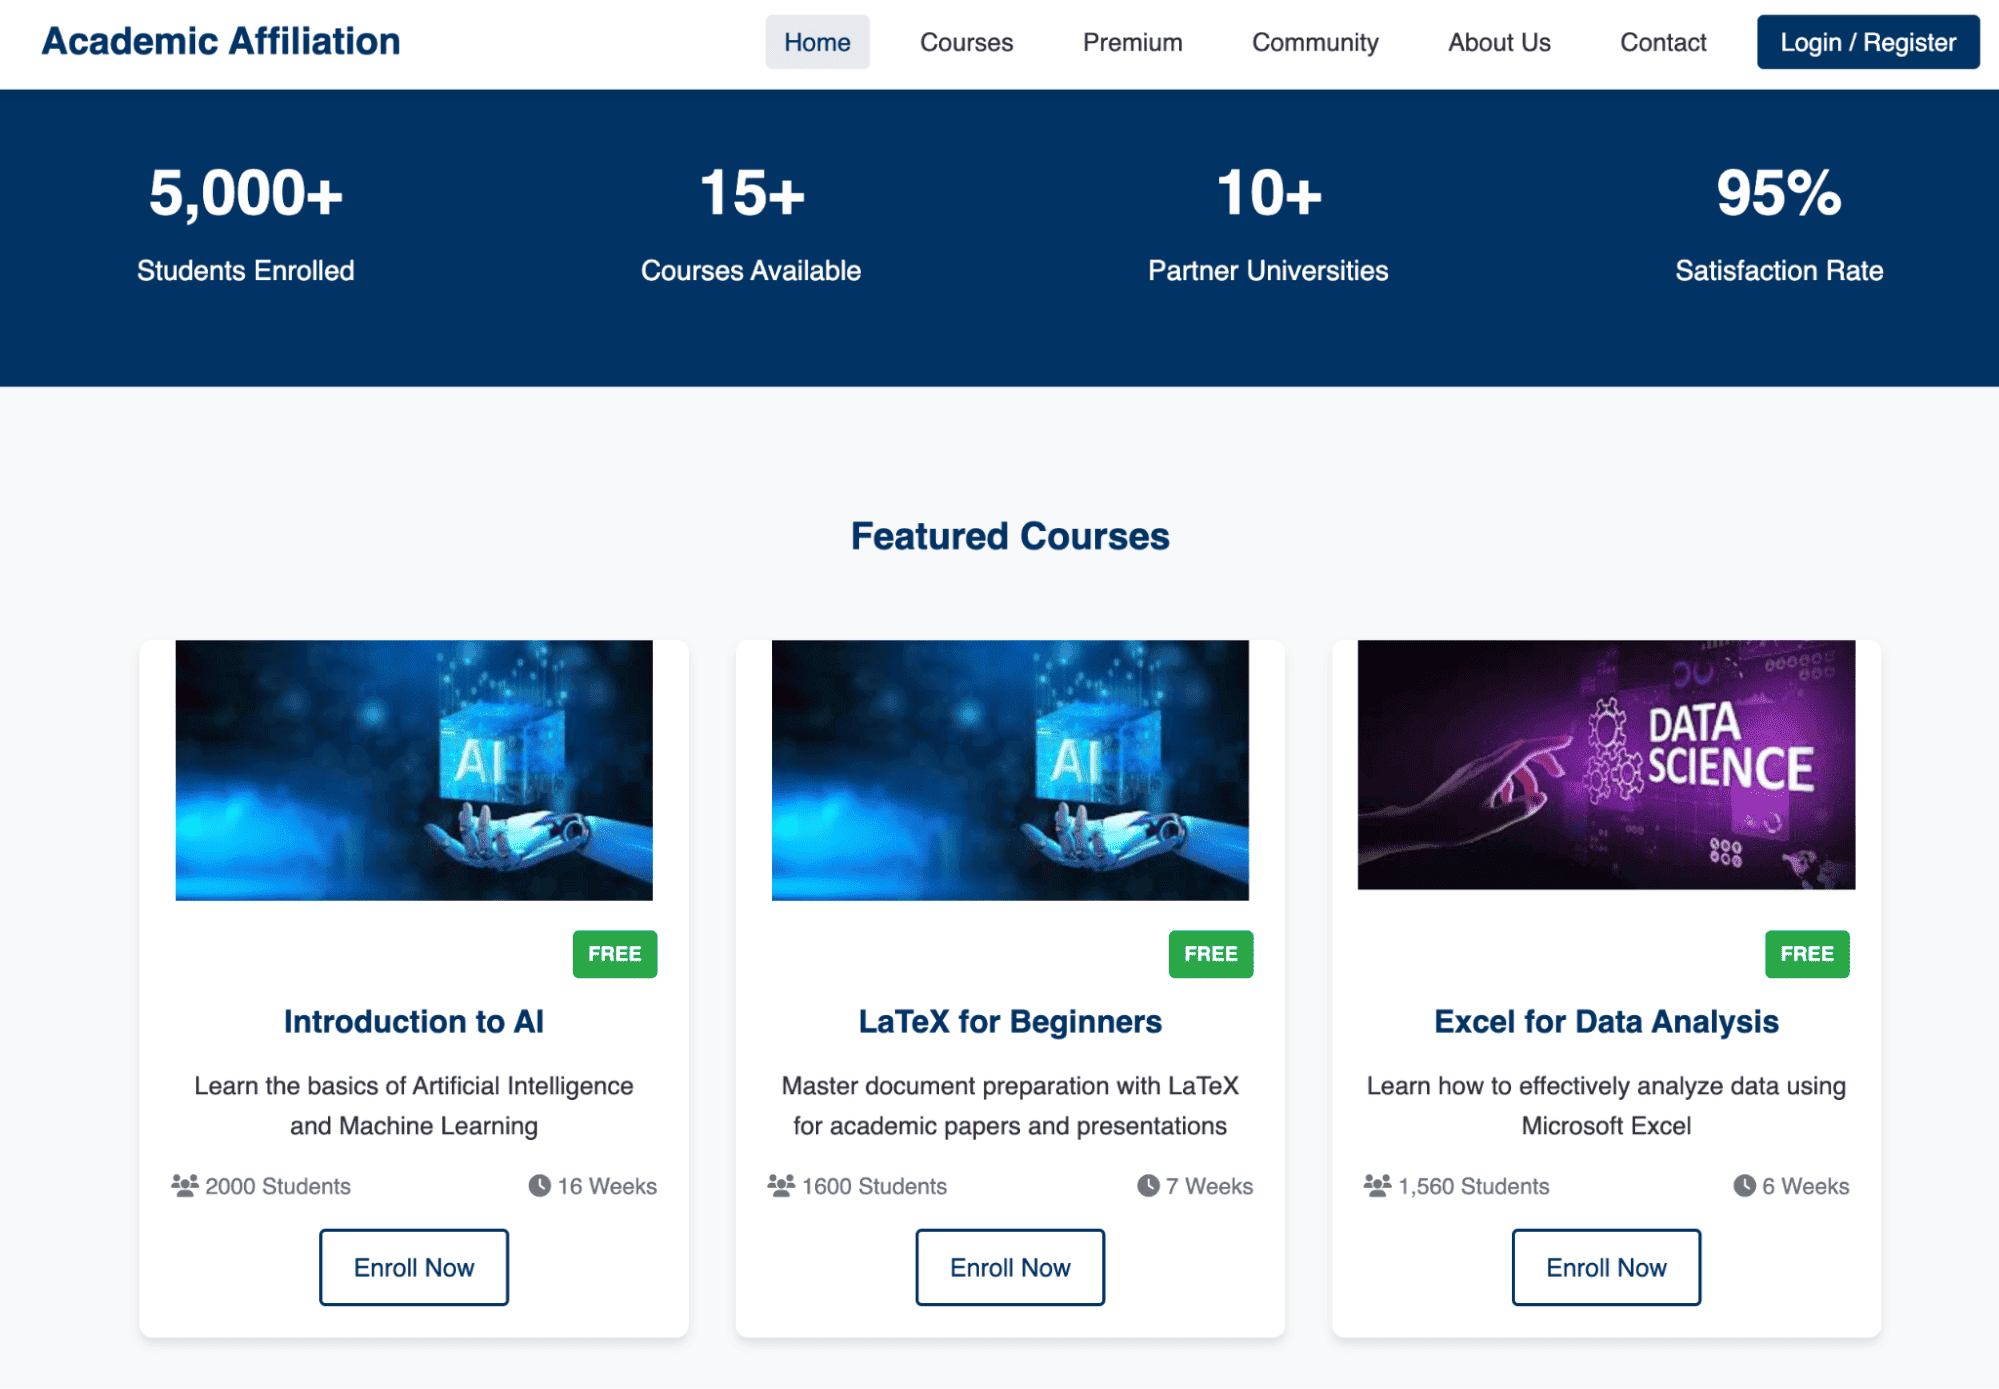 Academic Affiliation
Home
Courses
Premium
Community
About Us
Contact
Login / Register
5,000+
Students Enrolled
15+
Courses Available
10+
Partner Universities
95%
Satisfaction Rate
Featured Courses
AI
FREE
Introduction to AI
Learn the basics of Artificial Intelligence
and Machine Learning
2000 Students
16 Weeks
Enroll Now
AI
FREE
LaTeX for Beginners
Master document preparation with LaTeX
for academic papers and presentations
1600 Students
7 Weeks
Enroll Now
DATA
SCIENCE
FREE
Excel for Data Analysis
Learn how to effectively analyze data using
Microsoft Excel
1,560 Students
6 Weeks
Enroll Now